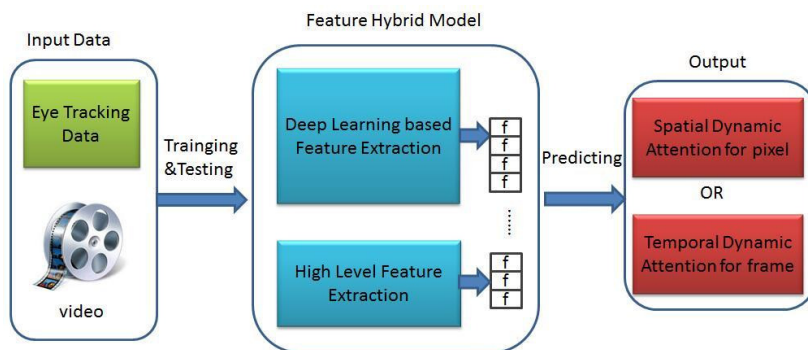 Input Data
Eye Tracking
Data
video
Trainging
&Testing
Feature Hybrid Model
Deep Learning based
Feature Extraction
f
f
f
f
High Level Feature
Extraction
f
f
f
Predicting
Output
Spatial Dynamic
Attention for pixel
OR
Temporal Dynamic
Attention for frame